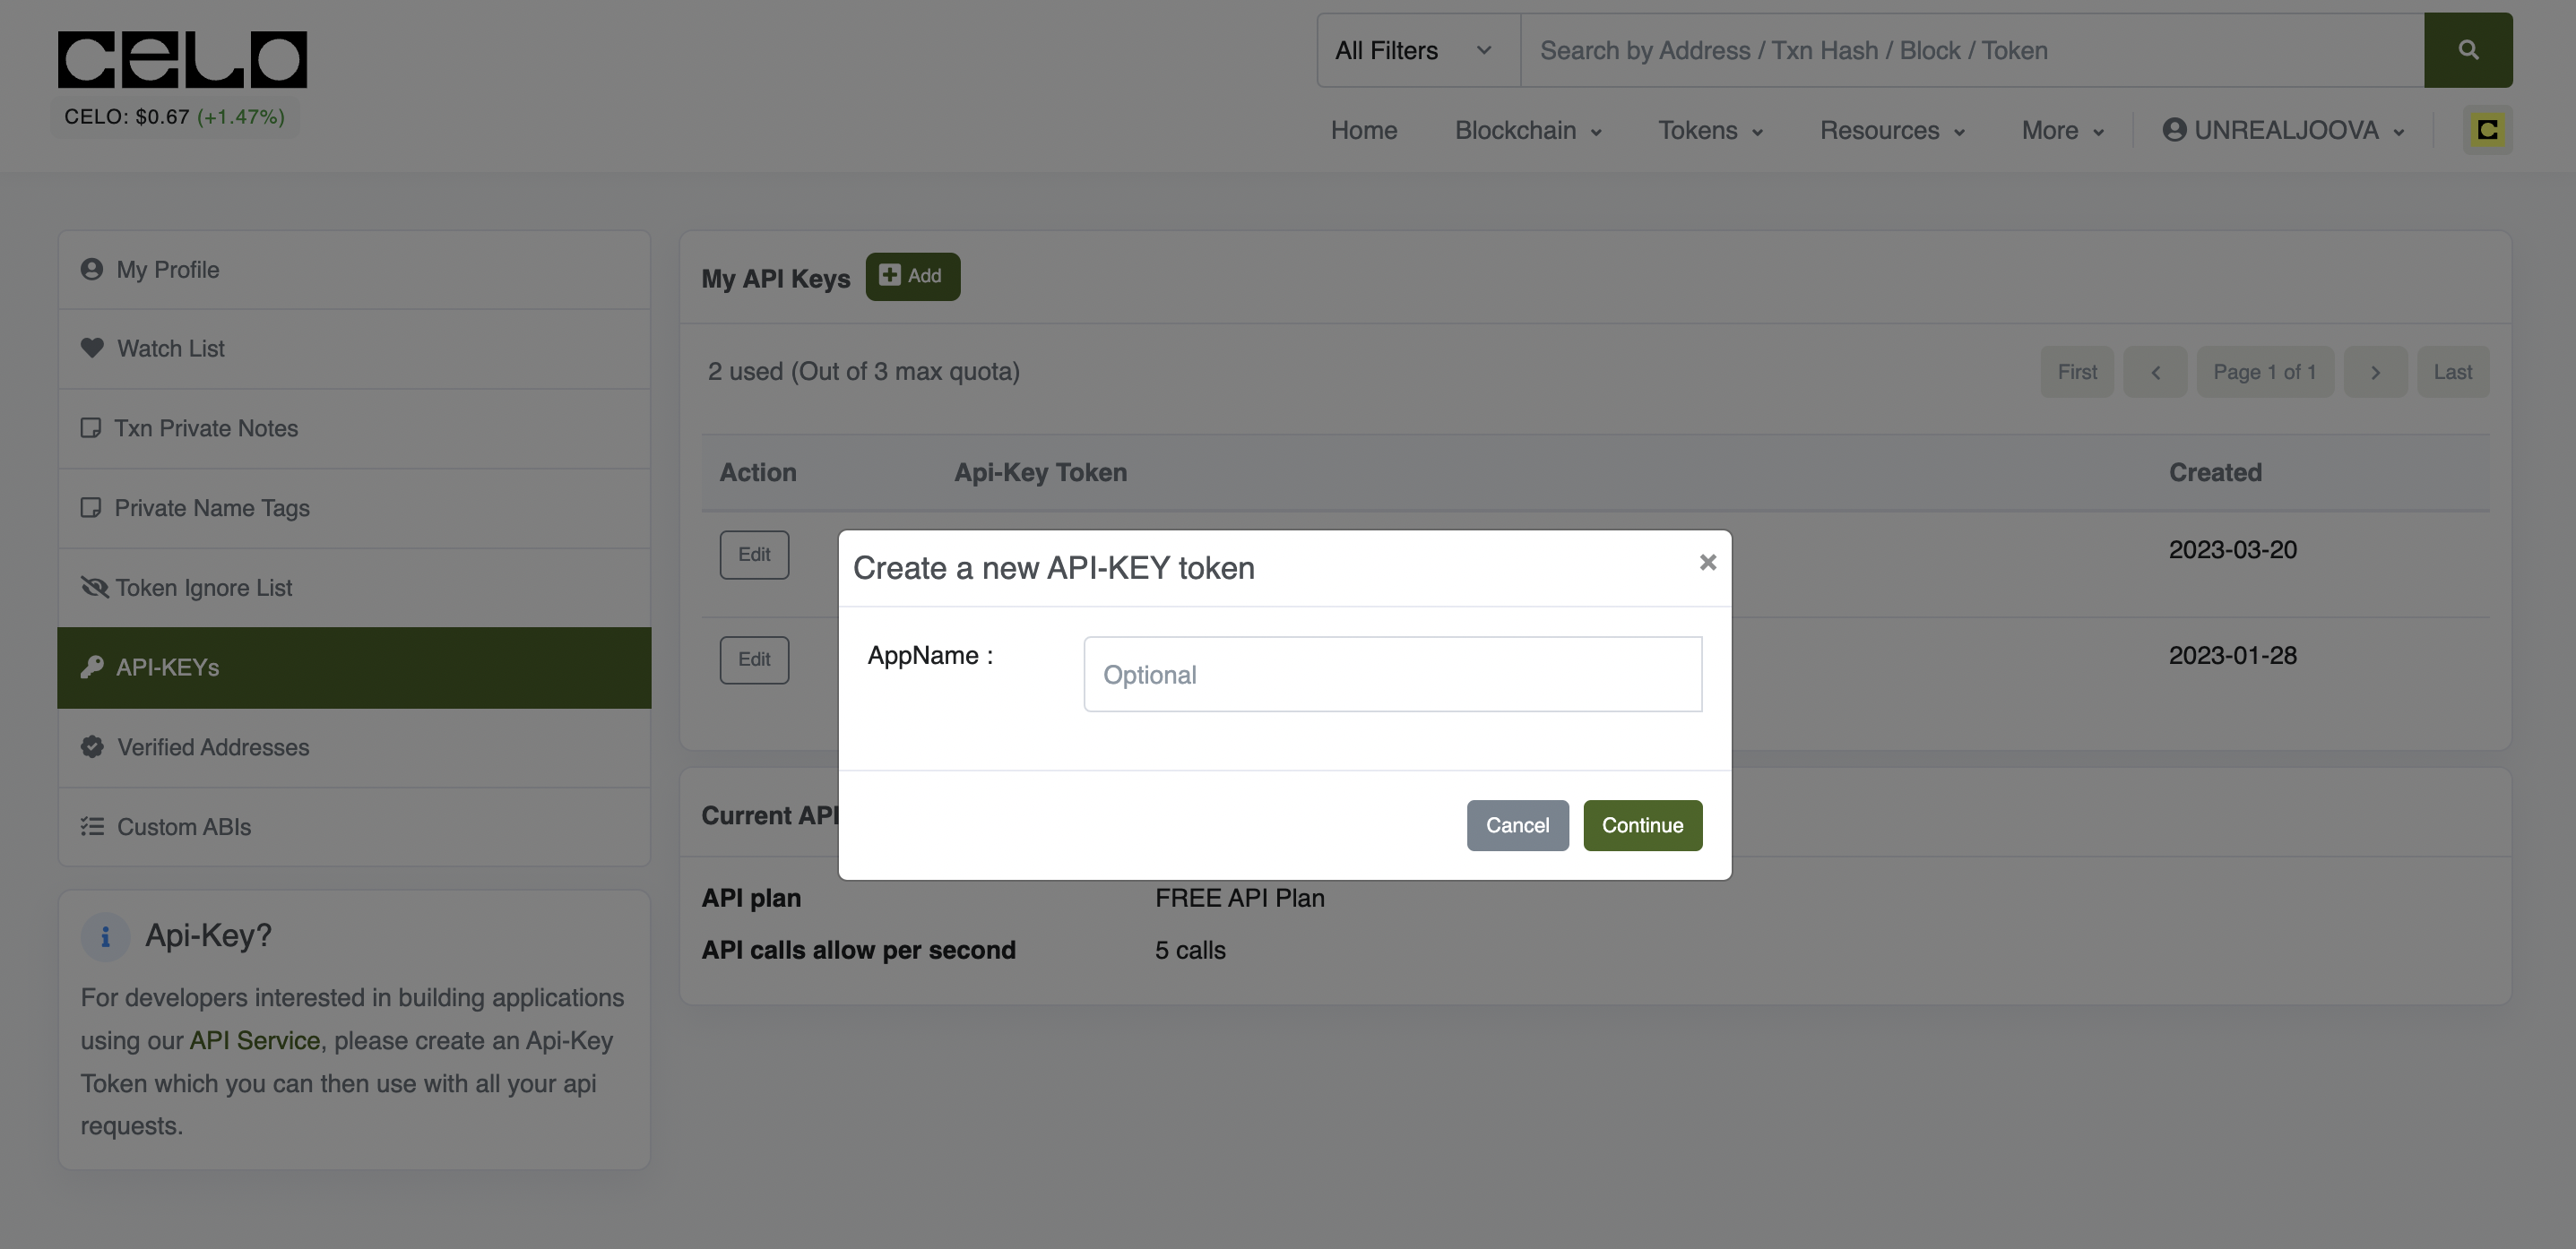 CELO
CELO: $0.67 (+1.47%)
All Filters
Search by Address / Txn Hash / Block / Token
Home
Blockchain
Tokens
Resources
More
UNREALJOOVA
My Profile
Watch List
Txn Private Notes
Private Name Tags
Token Ignore List
API-KEYs
Verified Addresses
Custom ABIs
Api-Key?
For developers interested in building applications
using our API Service, please create an Api-Key
Token which you can then use with all your api
requests.
My API Keys
Add
2 used (Out of 3 max quota)
First
Page 1 of 1
Last
Action
Api-Key Token
Created
Edit
2023-03-20
Edit
2023-01-28
Create a new API-KEY token
AppName :
Optional
Cancel
Continue
Current API
API plan
FREE API Plan
API calls allow per second
5 calls